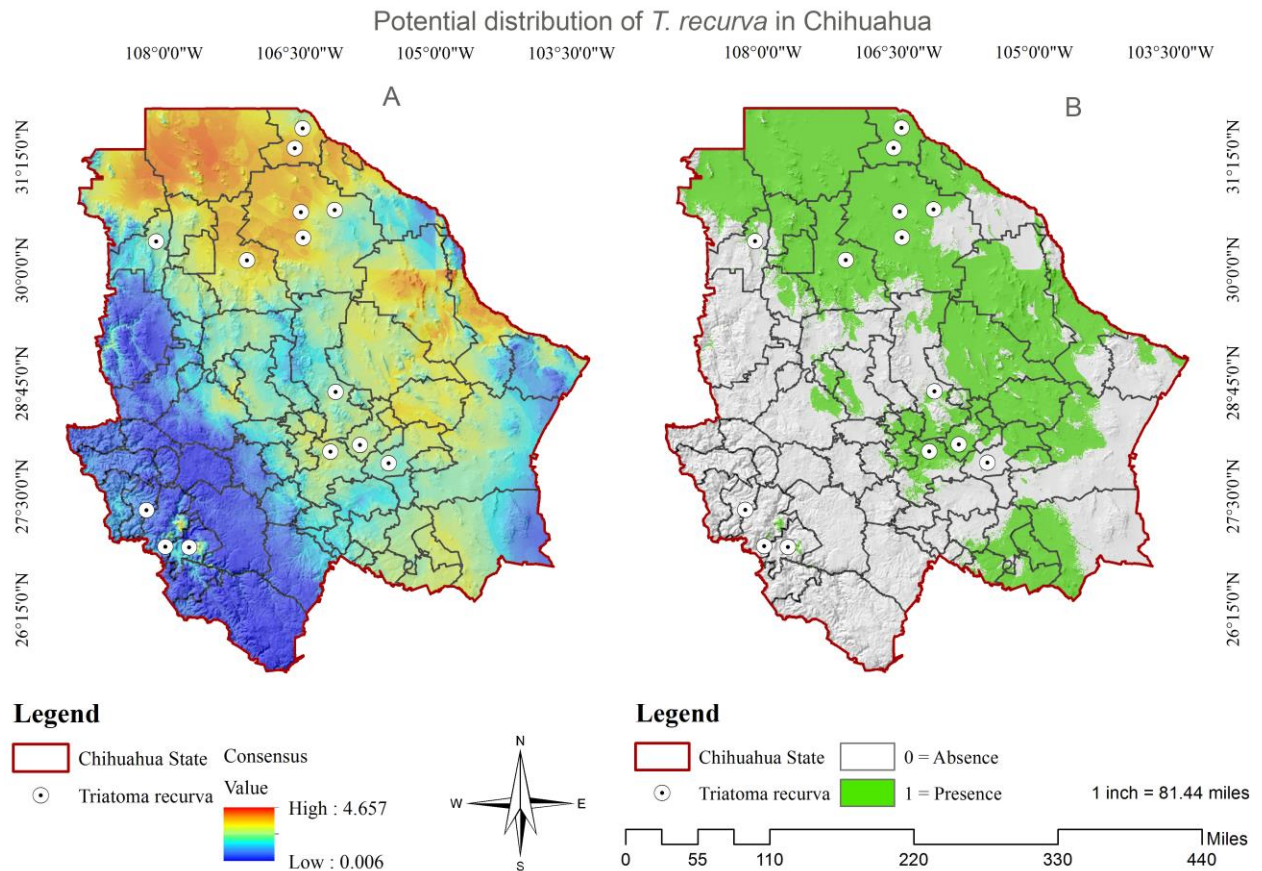 Potential distribution of T. recurva in Chihuahua
108°0'0"W 106°30'0"W 105°0'0"W 103°30'0"W
108°0'0"W 106°30'0"W 105°0'0"W 103°30'0"W
A
B
31°15'0"N
30°0'0"N
28°45'0"N
27°30'0"N
26°15'0"N
31°15'0"N
30°0'0"N
28°45'0"N
27°30'0"N
26°15'0"N
Legend
Chihuahua State
Triatoma recurva
Consensus
Value
High : 4.657
Low : 0.006
N
W E
S
Legend
Chihuahua State
Triatoma recurva
0 = Absence
1 = Presence
1 inch = 81.44 miles
Miles
0 55 110 220 330 440